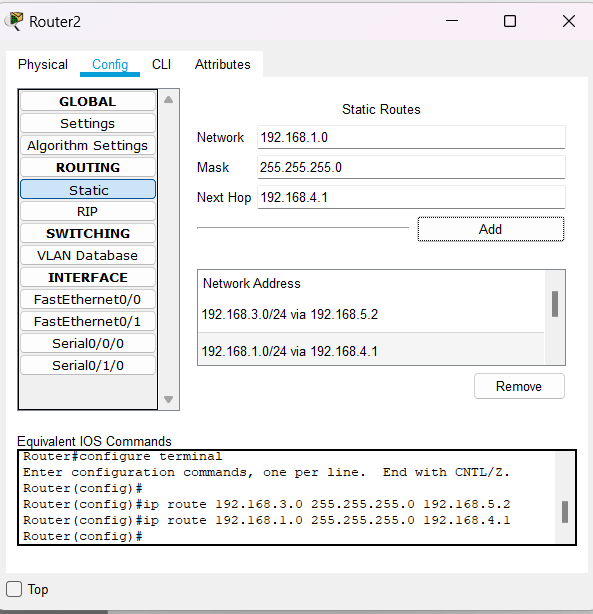 Router2
Physical Config CLI Attributes
GLOBAL
Settings
Algorithm Settings
ROUTING
Static
RIP
SWITCHING
VLAN Database
INTERFACE
FastEthernet0/0
FastEthernet0/1
Serial0/0/0
Serial0/1/0
Static Routes
Network 192.168.1.0
Mask 255.255.255.0
Next Hop 192.168.4.1
Add
Network Address
192.168.3.0/24 via 192.168.5.2
192.168.1.0/24 via 192.168.4.1
Remove
Equivalent IOS Commands
Router#configure terminal
Enter configuration commands, one per line.  End with CNTL/Z.
Router(config)#
Router(config)#ip route 192.168.3.0 255.255.255.0 192.168.5.2
Router(config)#ip route 192.168.1.0 255.255.255.0 192.168.4.1
Router(config)#
Top